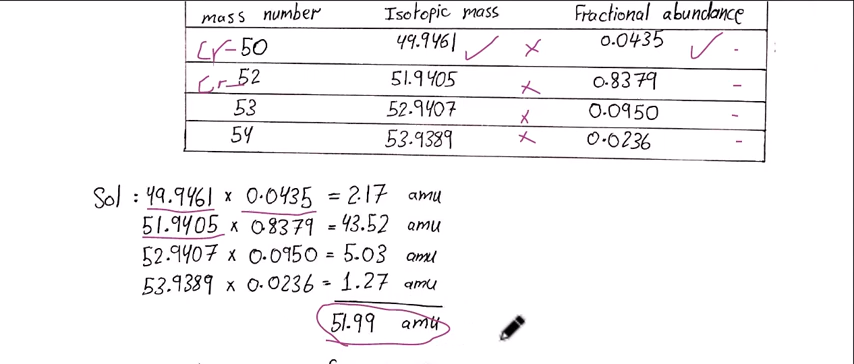 mass number Isotopic mass Fractional abundance
Cr-50 49.9461 ✓ × 0.0435 ✓ -
Cr-52 51.9405 × 0.8379 -
53 52.9407 × 0.0950 -
54 53.9389 × 0.0236 -
Sol : 49.9461 × 0.0435 = 2.17 amu
51.9405 × 0.8379 = 43.52 amu
52.9407 × 0.0950 = 5.03 amu
53.9389 × 0.0236 = 1.27 amu
51.99 amu